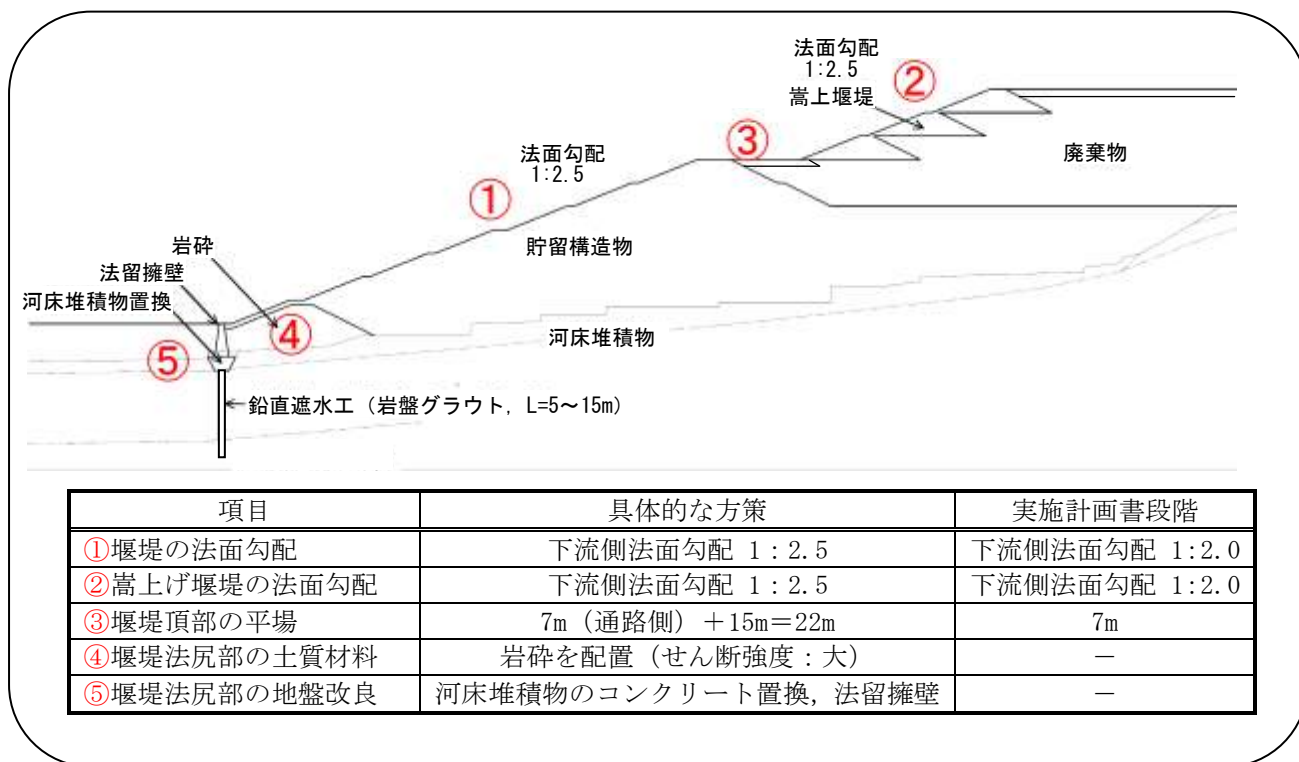 法面勾配
1:2.5
②
嵩上堰堤
③
廃棄物
法面勾配
1:2.5
①
貯留構造物
岩砕
法留擁壁
河床堆積物置換
④
河床堆積物
⑤
鉛直遮水工（岩盤グラウト，L=5～15m）
項目 具体的な方策 実施計画書段階
①堰堤の法面勾配 下流側法面勾配 1：2.5 下流側法面勾配 1:2.0
②嵩上げ堰堤の法面勾配 下流側法面勾配 1：2.5 下流側法面勾配 1:2.0
③堰堤頂部の平場 7m（通路側）＋15m＝22m 7m
④堰堤法尻部の土質材料 岩砕を配置（せん断強度：大） －
⑤堰堤法尻部の地盤改良 河床堆積物のコンクリート置換，法留擁壁 －